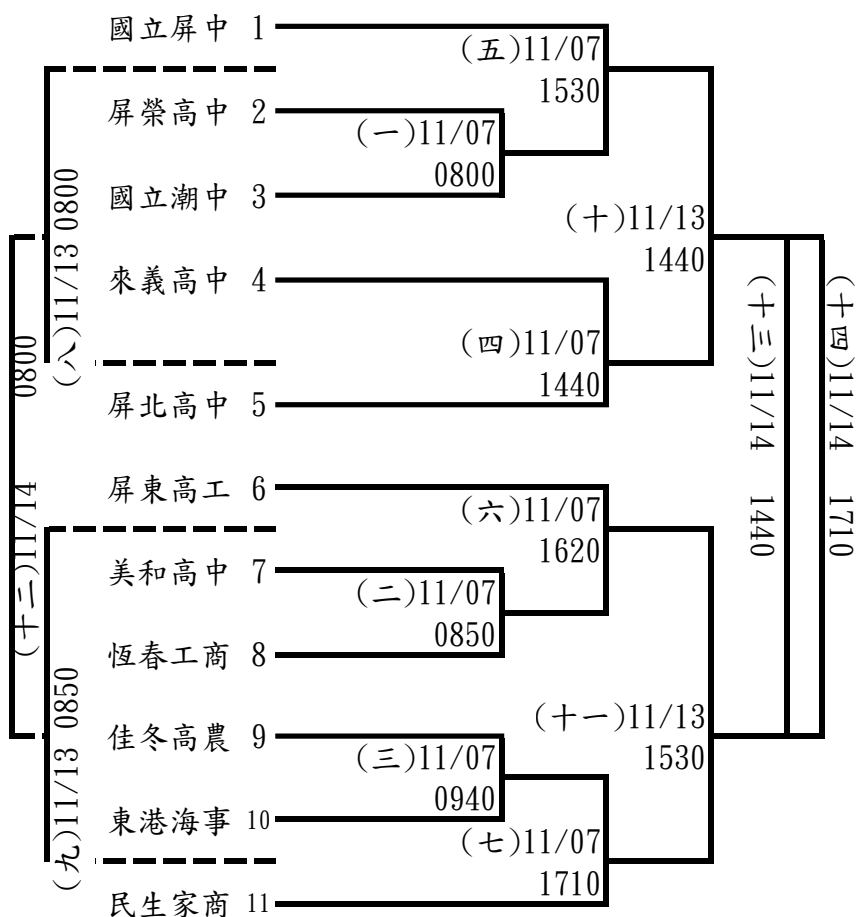 國立屏中 1
(五)11/07
1530
屏榮高中 2
(一)11/07
0800
國立潮中 3
(八)11/13 0800
(十)11/13
1440
來義高中 4
(四)11/07
1440
屏北高中 5
(十二)11/14 0800
(十三)11/14 1440
(十四)11/14 1710
屏東高工 6
(六)11/07
1620
美和高中 7
(二)11/07
0850
恆春工商 8
(九)11/13 0850
(十一)11/13
1530
佳冬高農 9
(三)11/07
0940
東港海事 10
(七)11/07
1710
民生家商 11